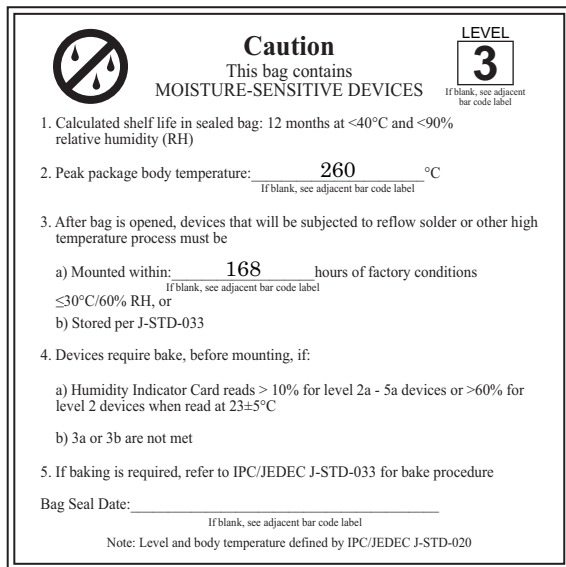 Caution
LEVEL
3
This bag contains
MOISTURE-SENSITIVE DEVICES
If blank, see adjacent
bar code label
1. Calculated shelf life in sealed bag: 12 months at <40°C and <90%
relative humidity (RH)
2. Peak package body temperature: 260 °C
If blank, see adjacent bar code label
3. After bag is opened, devices that will be subjected to reflow solder or other high
temperature process must be
a) Mounted within: 168 hours of factory conditions
If blank, see adjacent bar code label
≤30°C/60% RH, or
b) Stored per J-STD-033
4. Devices require bake, before mounting, if:
a) Humidity Indicator Card reads > 10% for level 2a - 5a devices or >60% for
level 2 devices when read at 23±5°C
b) 3a or 3b are not met
5. If baking is required, refer to IPC/JEDEC J-STD-033 for bake procedure
Bag Seal Date:
If blank, see adjacent bar code label
Note: Level and body temperature defined by IPC/JEDEC J-STD-020